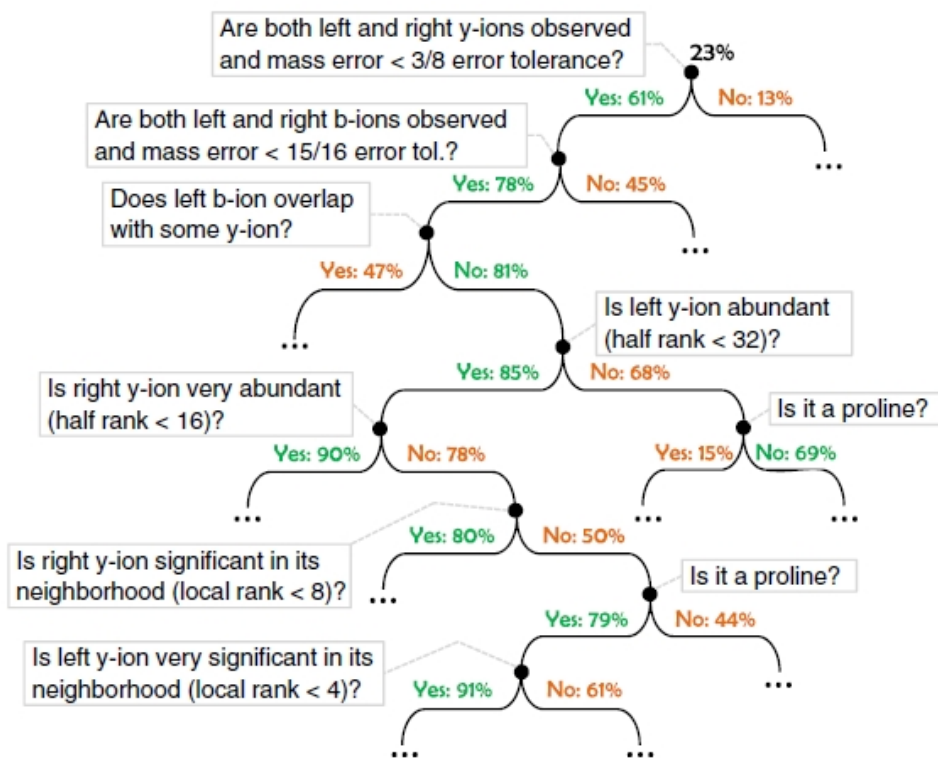 Are both left and right y-ions observed
and mass error < 3/8 error tolerance?
23%
Yes: 61%
No: 13%
...
Are both left and right b-ions observed
and mass error < 15/16 error tol.?
Yes: 78%
No: 45%
...
Does left b-ion overlap
with some y-ion?
Yes: 47%
No: 81%
...
Is left y-ion abundant
(half rank < 32)?
Yes: 85%
No: 68%
Is right y-ion very abundant
(half rank < 16)?
Yes: 90%
No: 78%
...
Is it a proline?
Yes: 15%
No: 69%
...
...
Is right y-ion significant in its
neighborhood (local rank < 8)?
Yes: 80%
No: 50%
...
Is it a proline?
Yes: 79%
No: 44%
...
Is left y-ion very significant in its
neighborhood (local rank < 4)?
Yes: 91%
No: 61%
...
...